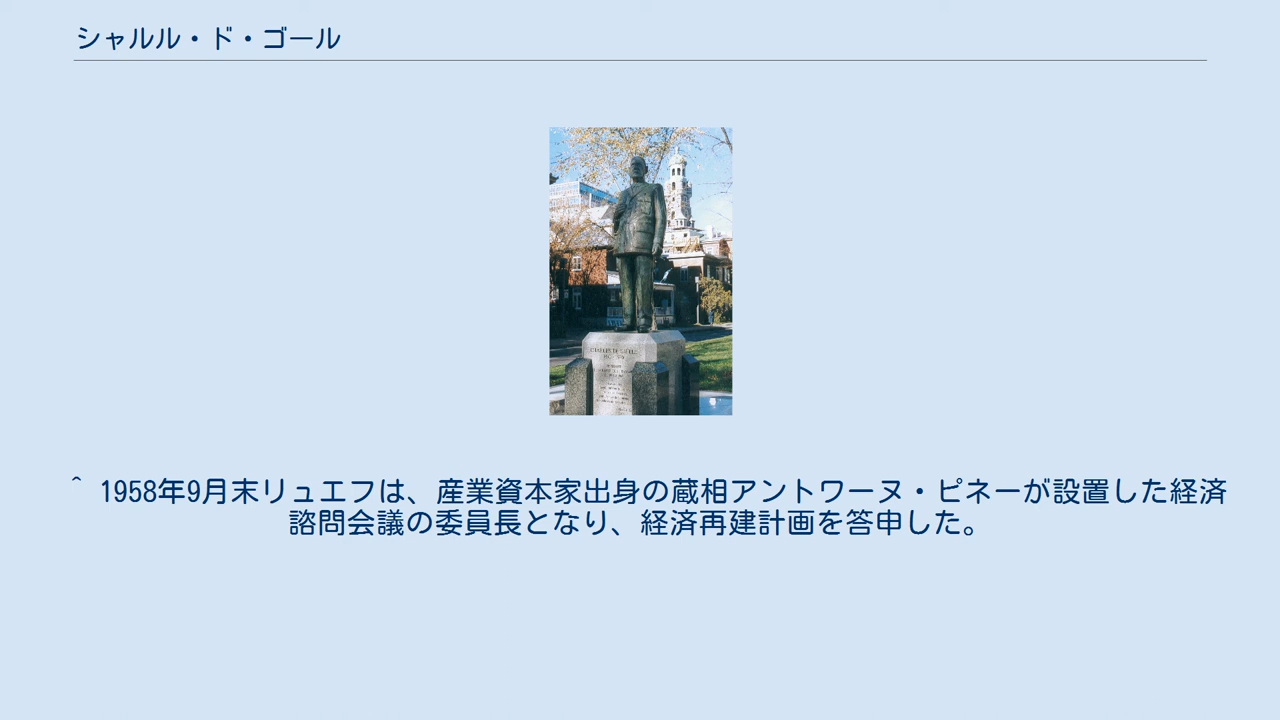 シャルル・ド・ゴール
^ 1958年9月末リュエフは、産業資本家出身の蔵相アントワーヌ・ピネーが設置した経済
諮問会議の委員長となり、経済再建計画を答申した。